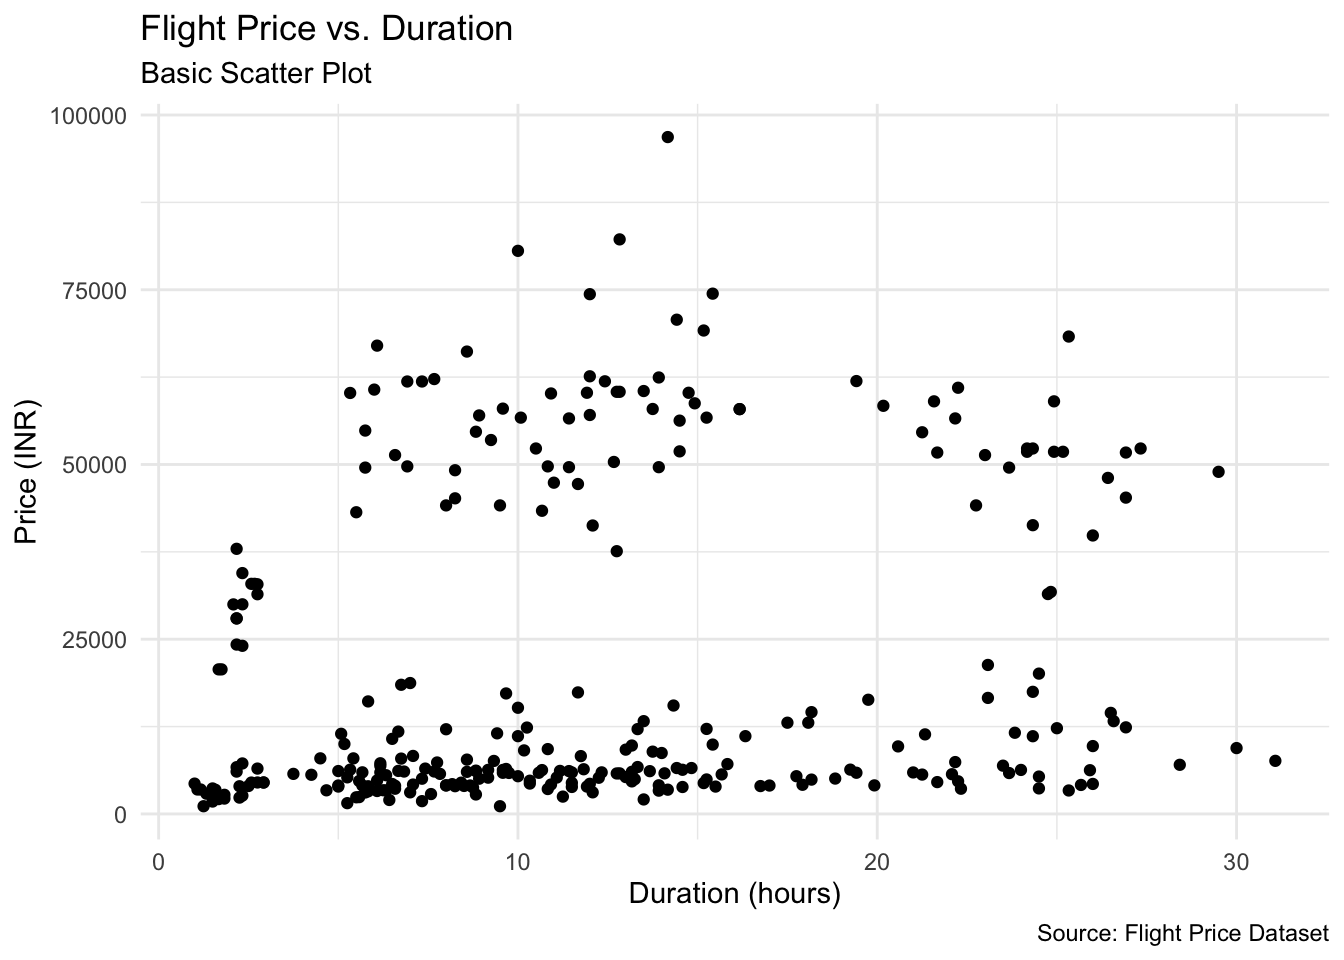 Flight Price vs. Duration
Basic Scatter Plot
100000
75000
50000
25000
0
Price (INR)
0 10 20 30
Duration (hours)
Source: Flight Price Dataset